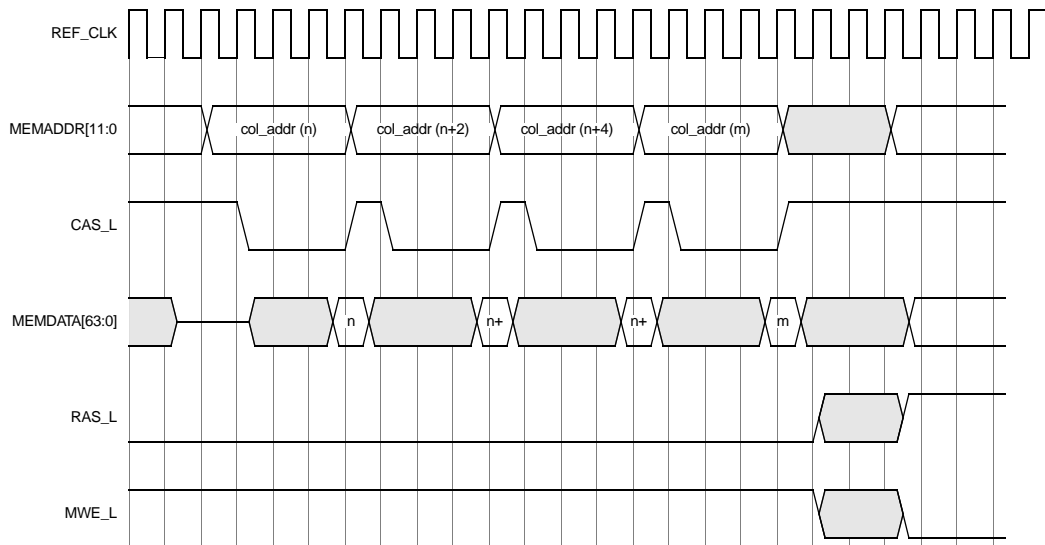 REF_CLK
MEMADDR[11:0
col_addr (n)
col_addr (n+2)
col_addr (n+4)
col_addr (m)
CAS_L
MEMDATA[63:0]
n
n+
n+
m
RAS_L
MWE_L